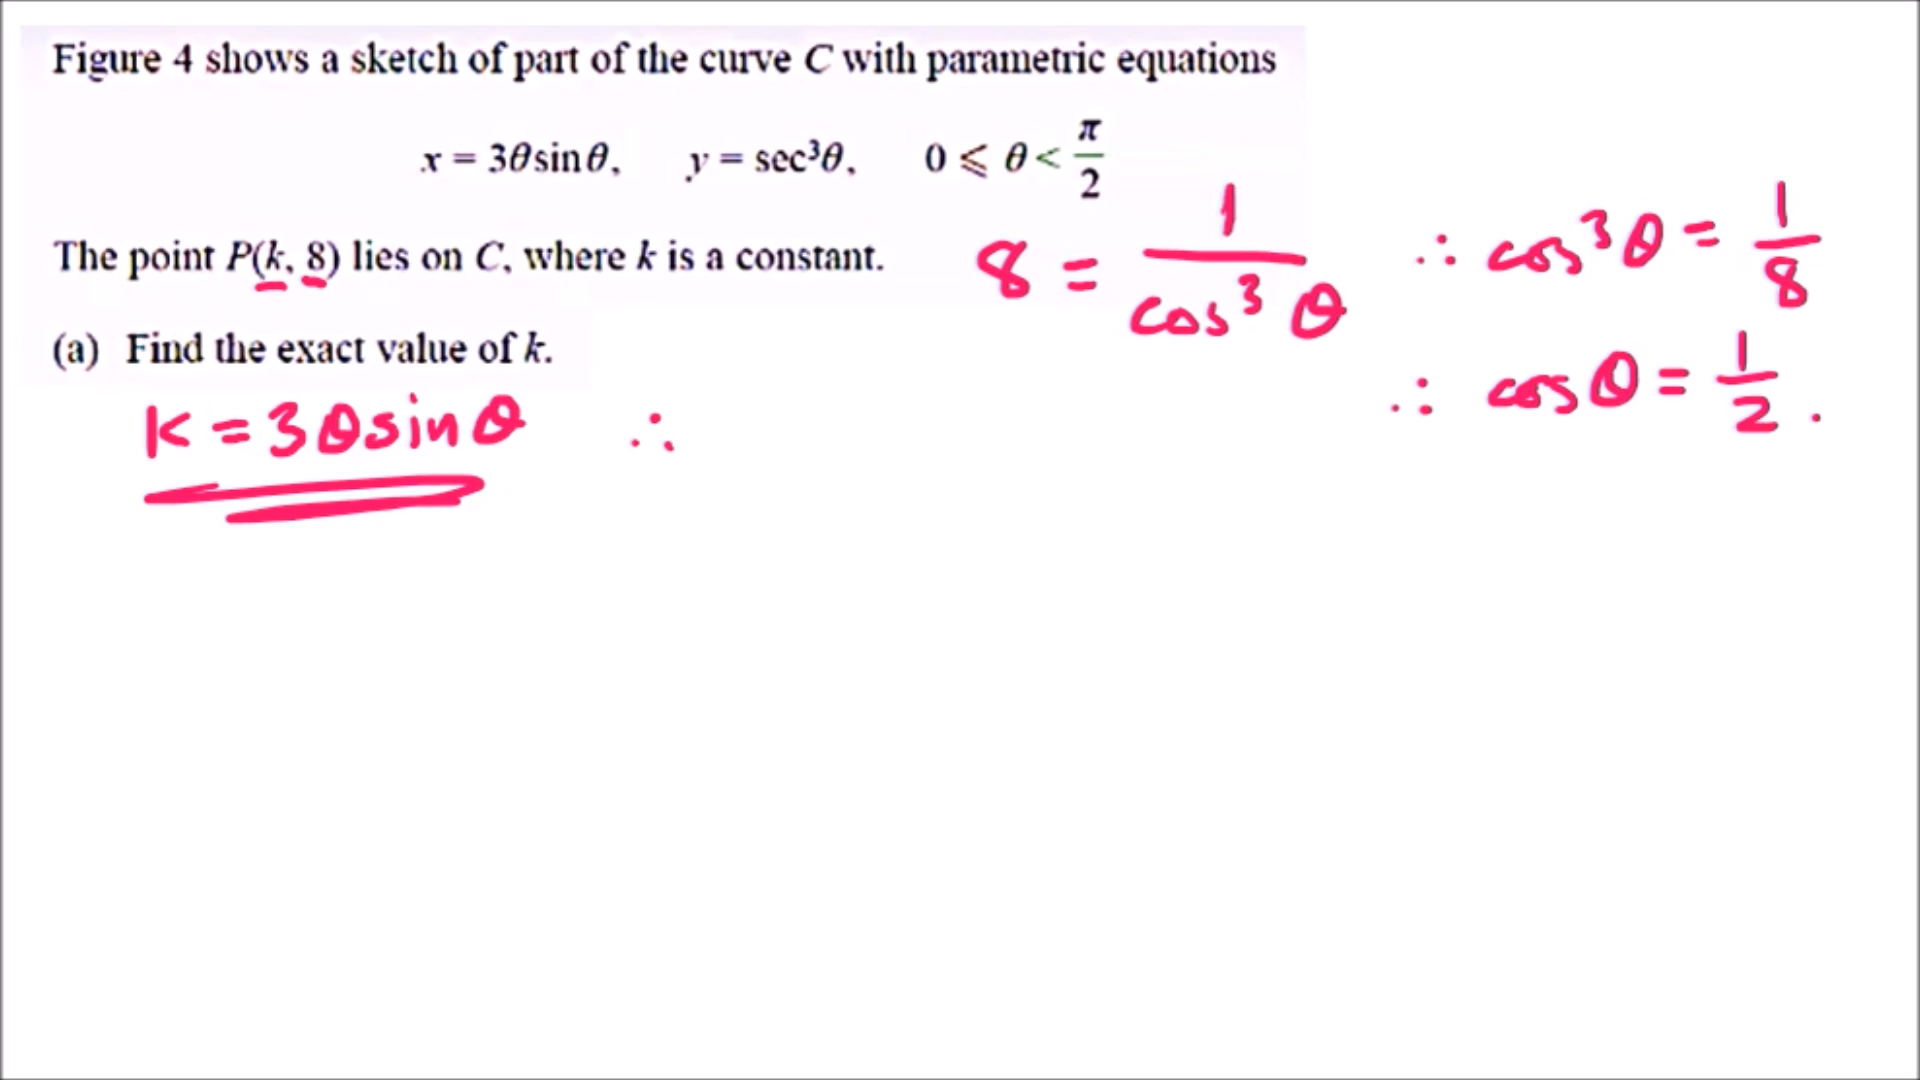 Figure 4 shows a sketch of part of the curve C with parametric equations
x = 3θsinθ, y = sec³θ, 0 ⩽ θ < π/2
The point P(k, 8) lies on C, where k is a constant.
8 = 1/cos³θ ∴ cos³θ = 1/8
(a) Find the exact value of k.
∴ cosθ = 1/2.
K = 3θsinθ ∴